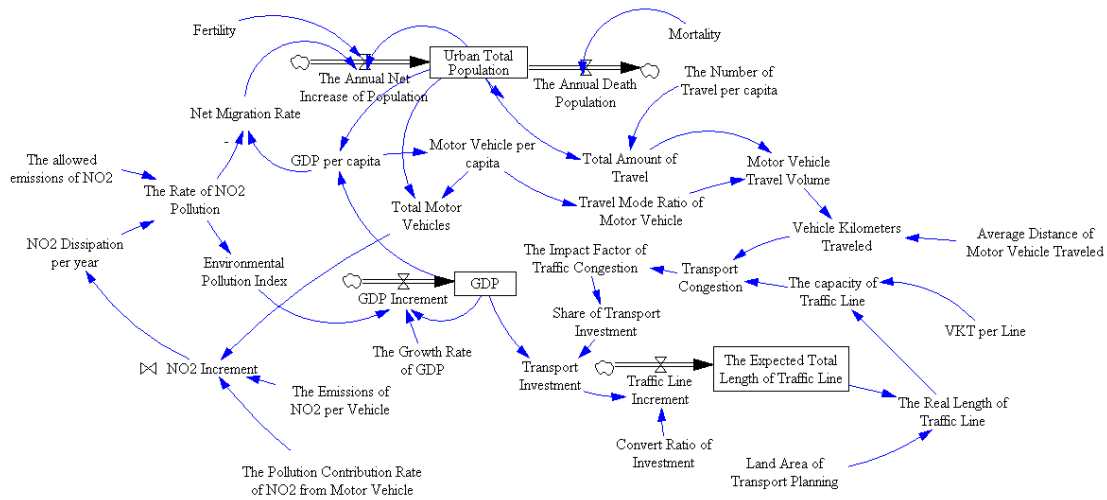 Fertility
Mortality
Urban Total
Population
The Annual Net
Increase of Population
The Annual Death
Population
The Number of
Travel per capita
Net Migration Rate
-
GDP per capita
Motor Vehicle per
capita
Total Amount of
Travel
Motor Vehicle
Travel Volume
The allowed
emissions of NO2
The Rate of NO2
Pollution
Total Motor
Vehicles
Travel Mode Ratio of
Motor Vehicle
Vehicle Kilometers
Traveled
Average Distance of
Motor Vehicle Traveled
NO2 Dissipation
per year
Environmental
Pollution Index
The Impact Factor of
Traffic Congestion
Transport
Congestion
The capacity of
Traffic Line
GDP
GDP Increment
Share of Transport
Investment
VKT per Line
The Growth Rate
of GDP
Transport
Investment
Traffic Line
Increment
The Expected Total
Length of Traffic Line
NO2 Increment
The Emissions of
NO2 per Vehicle
The Real Length of
Traffic Line
Convert Ratio of
Investment
The Pollution Contribution Rate
of NO2 from Motor Vehicle
Land Area of
Transport Planning